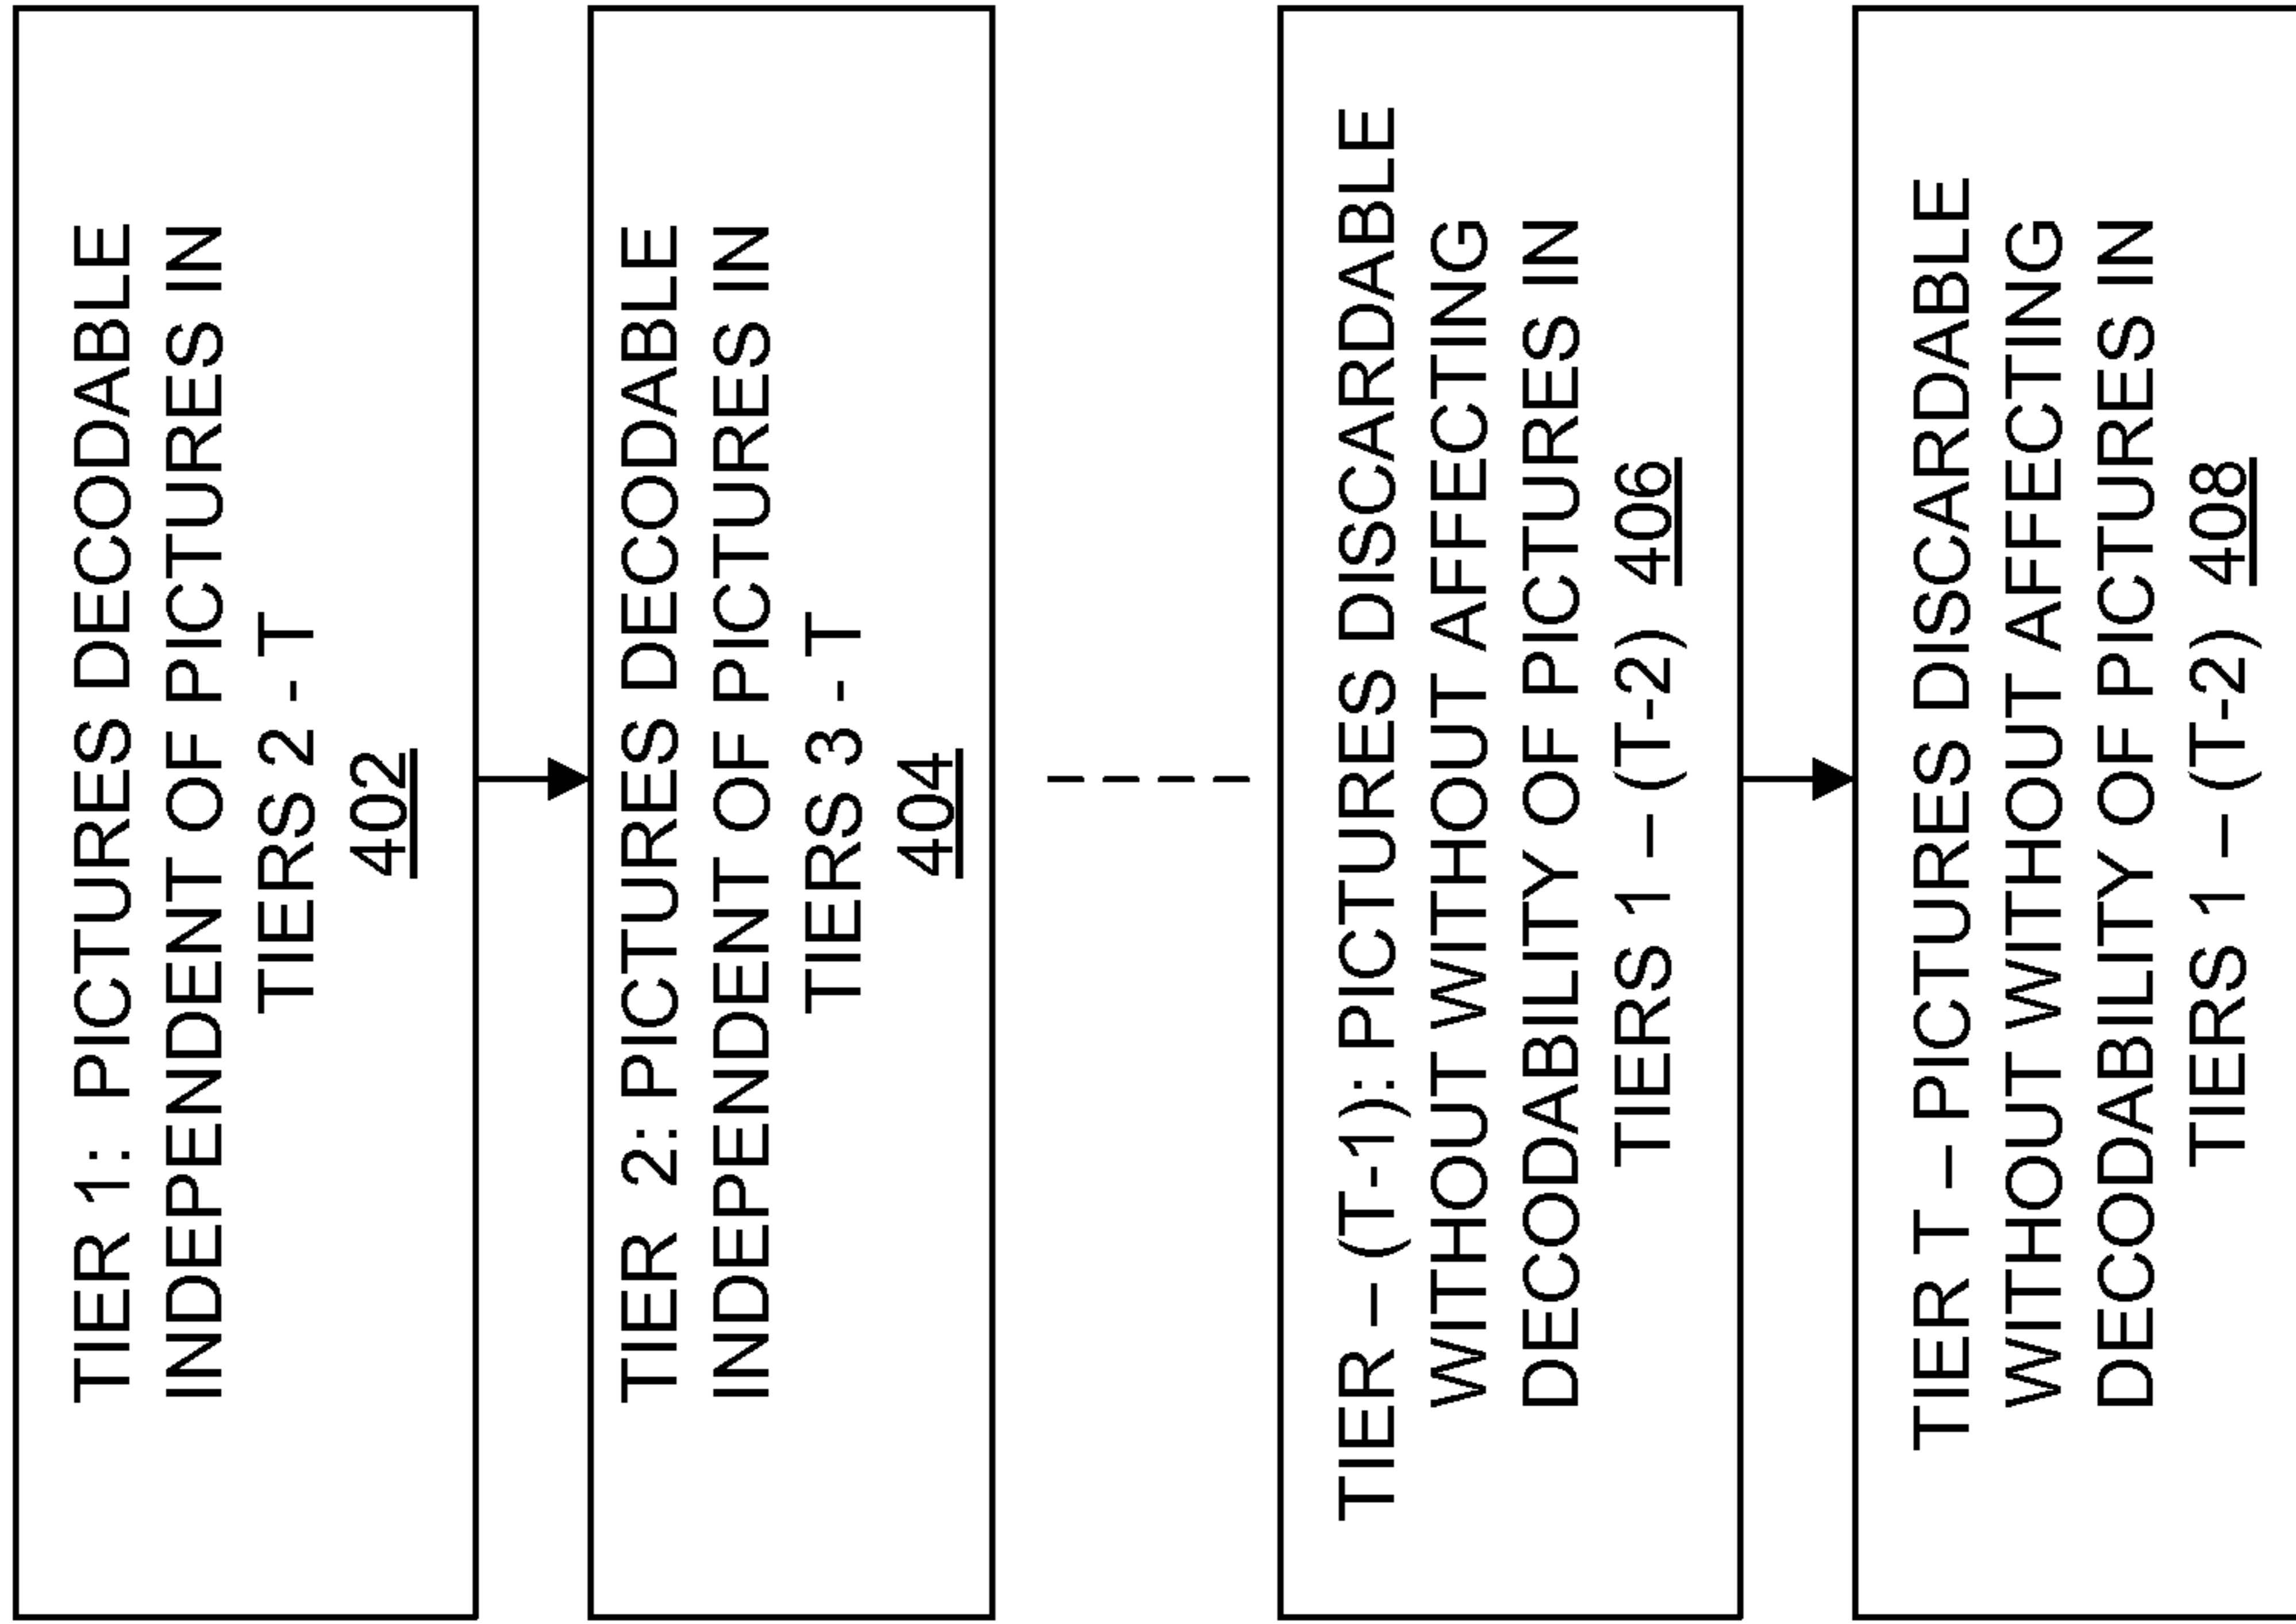 TIER 1: PICTURES DECODABLE
INDEPENDENT OF PICTURES IN
TIERS 2 - T
402
TIER 2: PICTURES DECODABLE
INDEPENDENT OF PICTURES IN
TIERS 3 - T
404
TIER – (T-1): PICTURES DISCARDABLE
WITHOUT WITHOUT AFFECTING
DECODABILITY OF PICTURES IN
TIERS 1 – (T-2) 406
TIER T – PICTURES DISCARDABLE
WITHOUT WITHOUT AFFECTING
DECODABILITY OF PICTURES IN
TIERS 1 – (T-2) 408